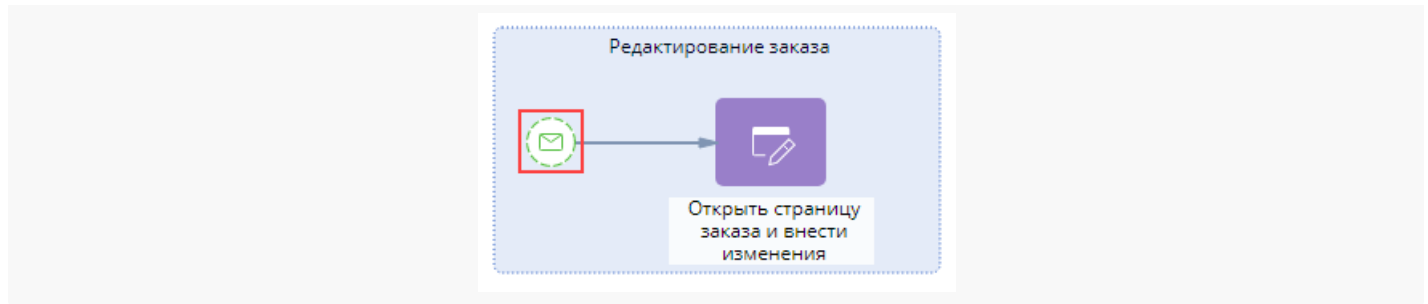 Редактирование заказа
Открыть страницу
заказа и внести
изменения